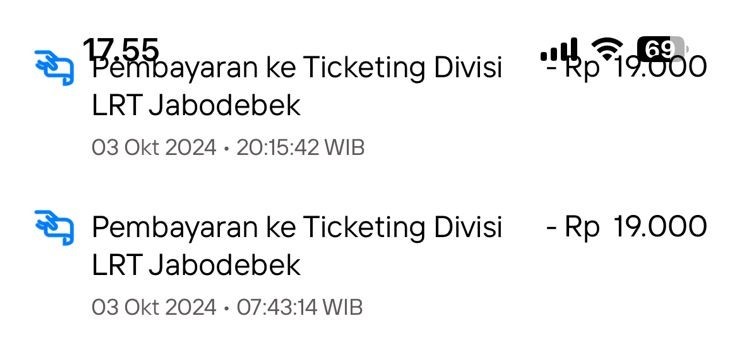 17.55
69
Pembayaran ke Ticketing Divisi - Rp 19.000
LRT Jabodebek
03 Okt 2024 • 20:15:42 WIB
Pembayaran ke Ticketing Divisi - Rp 19.000
LRT Jabodebek
03 Okt 2024 • 07:43:14 WIB